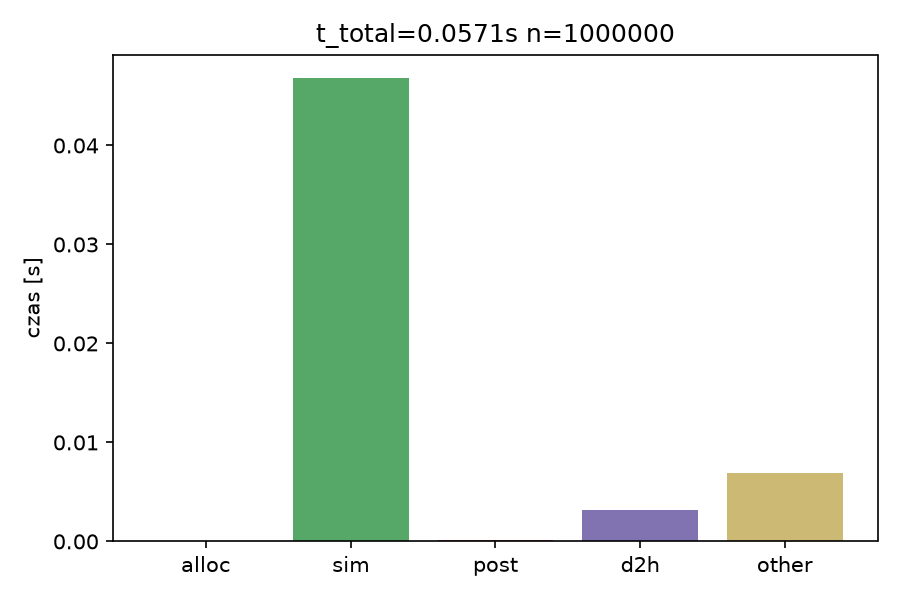 t_total=0.0571s n=1000000
czas [s]
0.04
0.03
0.02
0.01
0.00
alloc sim post d2h other